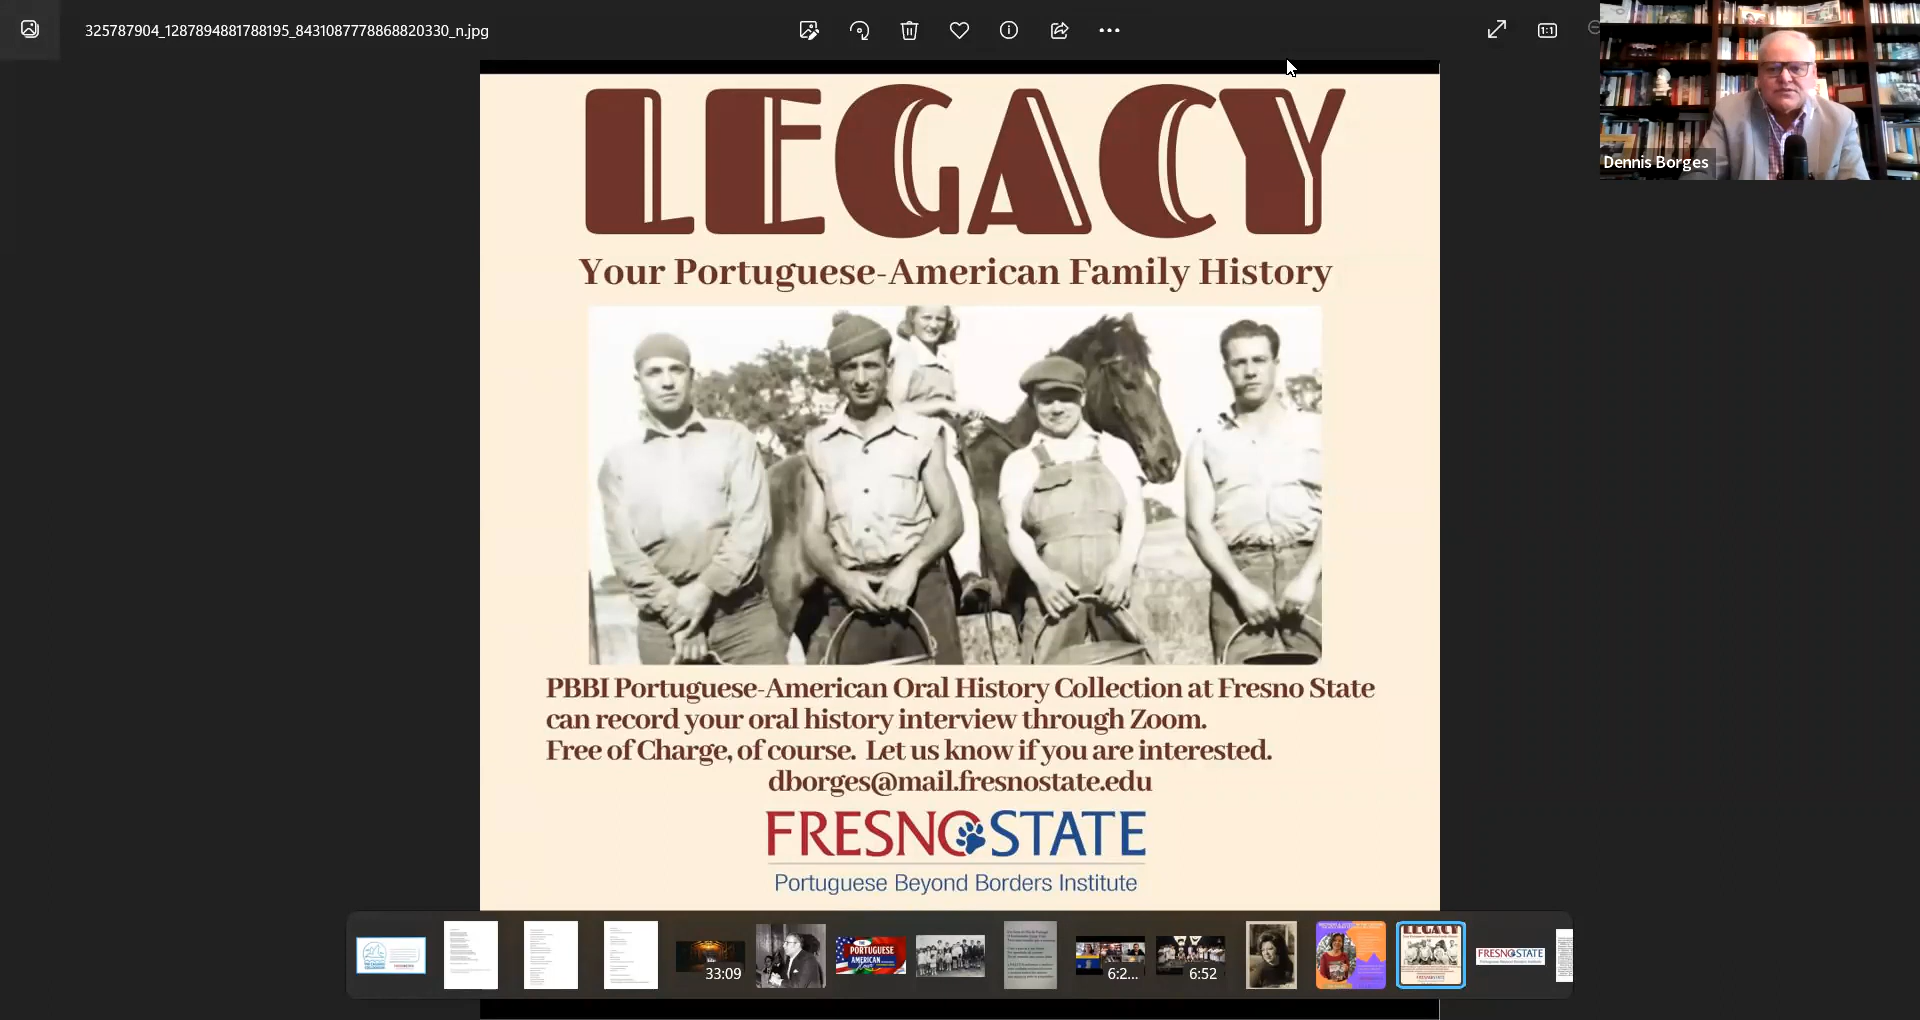 325787904_1287894881788195_8431087778868820330_n.jpg
1:1
Dennis Borges
LEGACY
Your Portuguese-American Family History
PBBI Portuguese-American Oral History Collection at Fresno State
can record your oral history interview through Zoom.
Free of Charge, of course. Let us know if you are interested.
dborges@mail.fresnostate.edu
FRESNO STATE
Portuguese Beyond Borders Institute
33:09
PORTUGUESE
AMERICAN
6:2...
6:52
LEGACY
FRESNO STATE